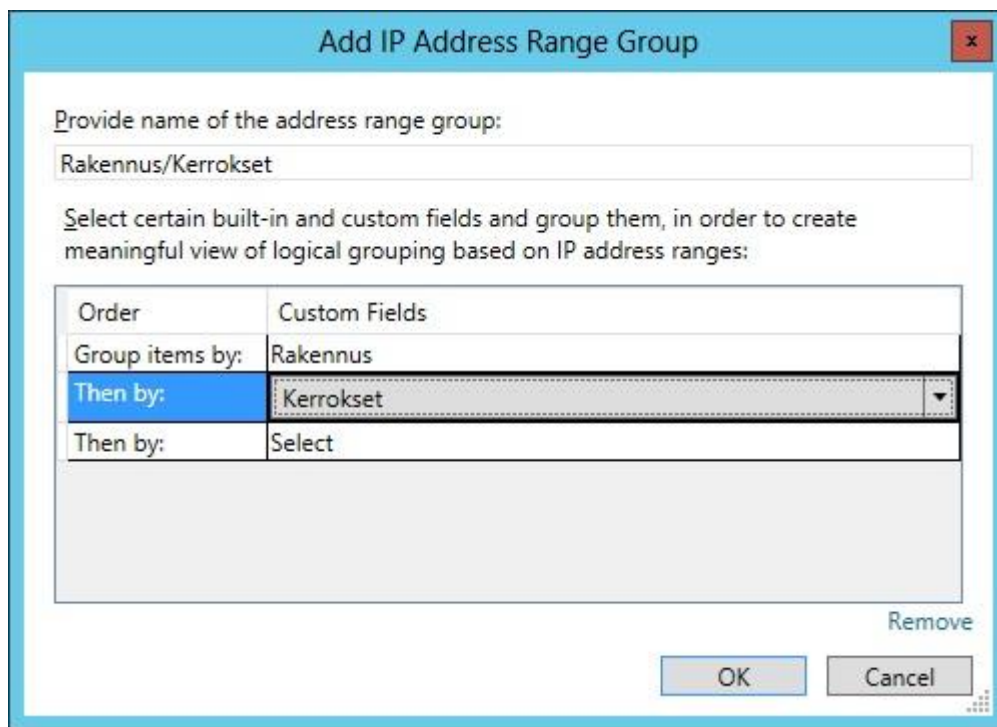 Add IP Address Range Group
x
Provide name of the address range group:
Rakennus/Kerrokset
Select certain built-in and custom fields and group them, in order to create
meaningful view of logical grouping based on IP address ranges:
Order Custom Fields
Group items by: Rakennus
Then by: Kerrokset
Then by: Select
Remove
OK Cancel